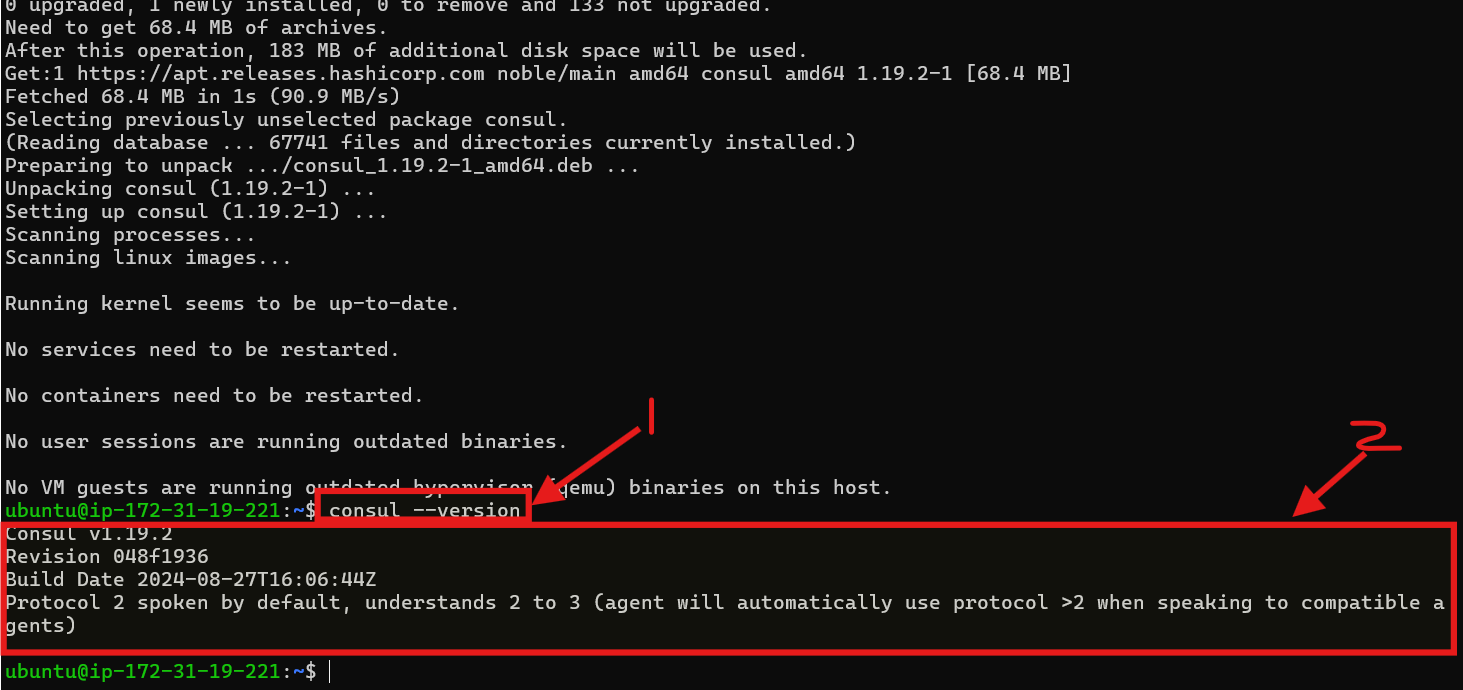 0 upgraded, 1 newly installed, 0 to remove and 133 not upgraded.
Need to get 68.4 MB of archives.
After this operation, 183 MB of additional disk space will be used.
Get:1 https://apt.releases.hashicorp.com noble/main amd64 consul amd64 1.19.2-1 [68.4 MB]
Fetched 68.4 MB in 1s (90.9 MB/s)
Selecting previously unselected package consul.
(Reading database ... 67741 files and directories currently installed.)
Preparing to unpack .../consul_1.19.2-1_amd64.deb ...
Unpacking consul (1.19.2-1) ...
Setting up consul (1.19.2-1) ...
Scanning processes...
Scanning linux images...
Running kernel seems to be up-to-date.
No services need to be restarted.
No containers need to be restarted.
1
2
No user sessions are running outdated binaries.
No VM guests are running outdated hypervisor (qemu) binaries on this host.
ubuntu@ip-172-31-19-221:~$ consul --version
Consul v1.19.2
Revision 048f1936
Build Date 2024-08-27T16:06:44Z
Protocol 2 spoken by default, understands 2 to 3 (agent will automatically use protocol >2 when speaking to compatible a
gents)
ubuntu@ip-172-31-19-221:~$